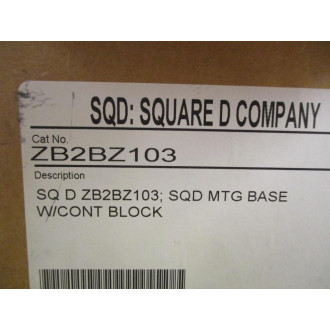 SQD: SQUARE D COMPANY
Cat No.
ZB2BZ103
Description
SQ D ZB2BZ103; SQD MTG BASE
W/CONT BLOCK